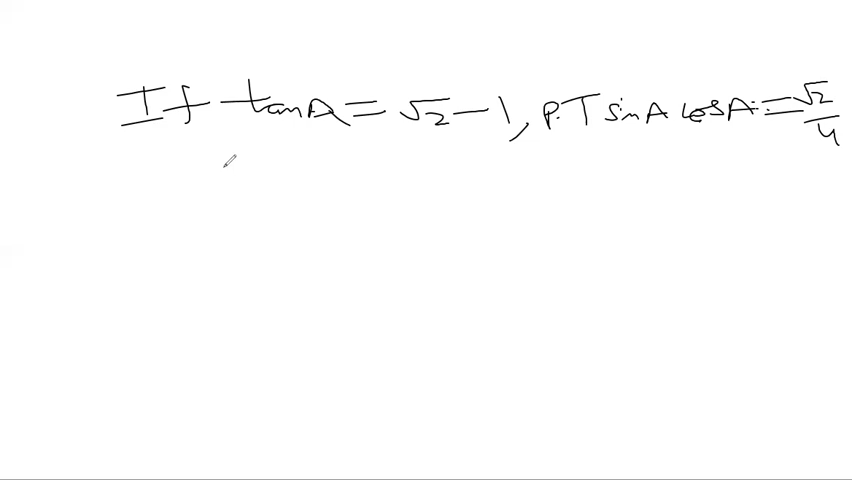 If tanA = √2 - 1, P.T sinA cosA = √2/4